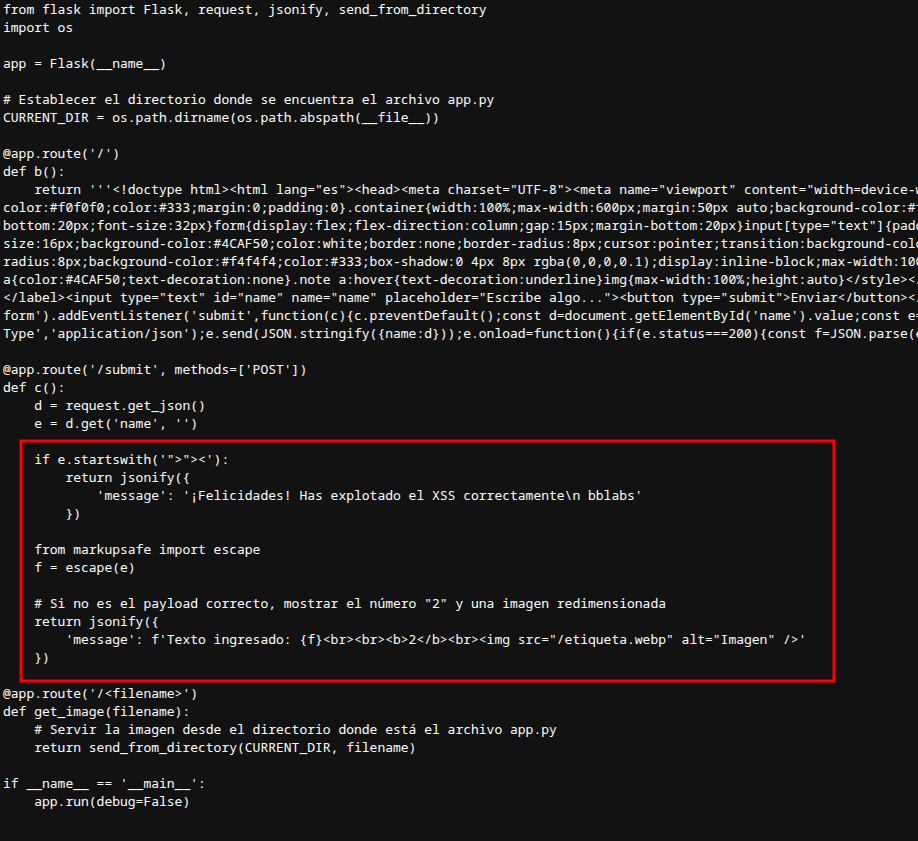 from flask import Flask, request, jsonify, send_from_directory
import os
app = Flask(__name__)
# Establecer el directorio donde se encuentra el archivo app.py
CURRENT_DIR = os.path.dirname(os.path.abspath(__file__))
@app.route('/')
def b():
    return '''<!doctype html><html lang="es"><head><meta charset="UTF-8"><meta name="viewport" content="width=device-w
color:#f0f0f0;color:#333;margin:0;padding:0}.container{width:100%;max-width:600px;margin:50px auto;background-color:#f
bottom:20px;font-size:32px}form{display:flex;flex-direction:column;gap:15px;margin-bottom:20px}input[type="text"]{padd
size:16px;background-color:#4CAF50;color:white;border:none;border-radius:8px;cursor:pointer;transition:background-colo
radius:8px;background-color:#f4f4f4;color:#333;box-shadow:0 4px 8px rgba(0,0,0,0.1);display:inline-block;max-width:100
a{color:#4CAF50;text-decoration:none}.note a:hover{text-decoration:underline}img{max-width:100%;height:auto}</style></
</label><input type="text" id="name" name="name" placeholder="Escribe algo..."><button type="submit">Enviar</button></
form').addEventListener('submit',function(c){c.preventDefault();const d=document.getElementById('name').value;const e=
Type','application/json');e.send(JSON.stringify({name:d}));e.onload=function(){if(e.status===200){const f=JSON.parse(e
@app.route('/submit', methods=['POST'])
def c():
    d = request.get_json()
    e = d.get('name', '')
    if e.startswith('">"><'):
        return jsonify({
            'message': '¡Felicidades! Has explotado el XSS correctamente\n bblabs'
        })
    from markupsafe import escape
    f = escape(e)
    # Si no es el payload correcto, mostrar el número "2" y una imagen redimensionada
    return jsonify({
        'message': f'Texto ingresado: {f}<br><br><b>2</b><br><img src="/etiqueta.webp" alt="Imagen" />'
    })
@app.route('/<filename>')
def get_image(filename):
    # Servir la imagen desde el directorio donde está el archivo app.py
    return send_from_directory(CURRENT_DIR, filename)
if __name__ == '__main__':
    app.run(debug=False)